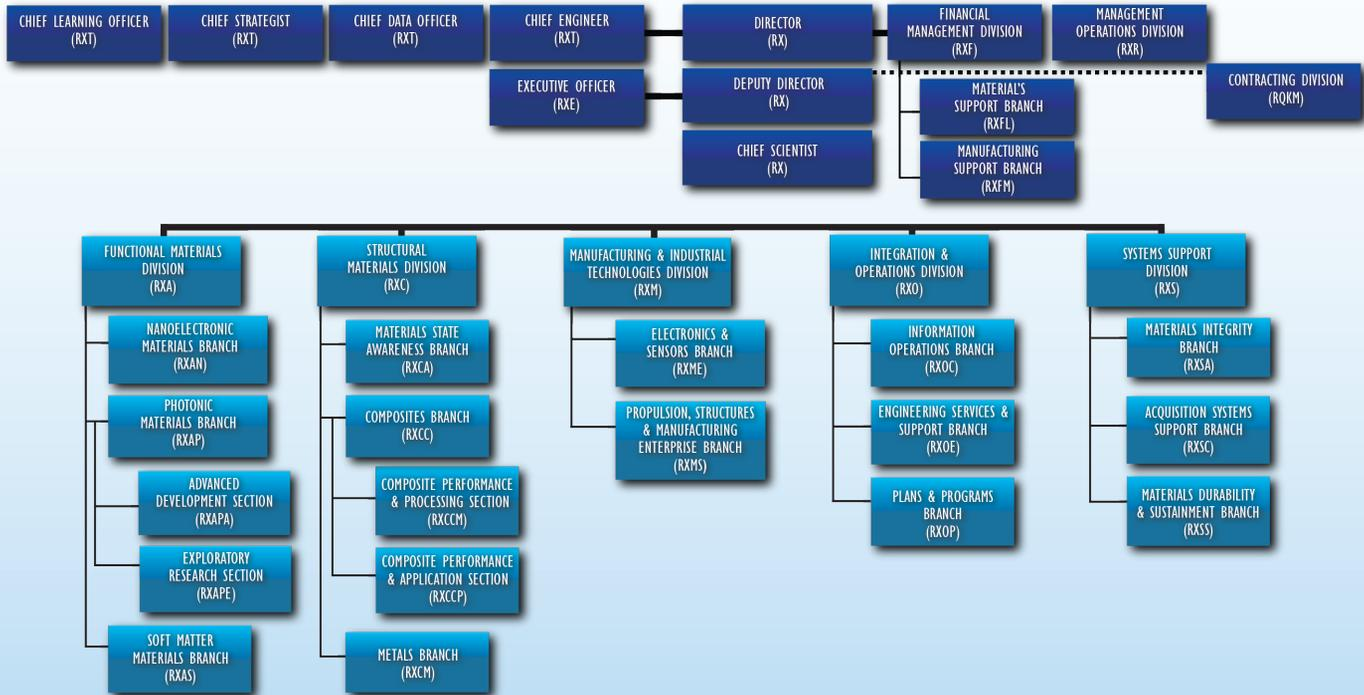 CHIEF LEARNING OFFICER
(RXT)
CHIEF STRATEGIST
(RXT)
CHIEF DATA OFFICER
(RXT)
CHIEF ENGINEER
(RXT)
DIRECTOR
(RX)
FINANCIAL
MANAGEMENT DIVISION
(RXF)
MANAGEMENT
OPERATIONS DIVISION
(RXR)
EXECUTIVE OFFICER
(RXE)
DEPUTY DIRECTOR
(RX)
CONTRACTING DIVISION
(RQKM)
MATERIAL'S
SUPPORT BRANCH
(RXFL)
CHIEF SCIENTIST
(RX)
MANUFACTURING
SUPPORT BRANCH
(RXFM)
FUNCTIONAL MATERIALS
DIVISION
(RXA)
NANOELECTRONIC
MATERIALS BRANCH
(RXAN)
PHOTONIC
MATERIALS BRANCH
(RXAP)
ADVANCED
DEVELOPMENT SECTION
(RXAPA)
EXPLORATORY
RESEARCH SECTION
(RXAPE)
SOFT MATTER
MATERIALS BRANCH
(RXAS)
STRUCTURAL
MATERIALS DIVISION
(RXC)
MATERIALS STATE
AWARENESS BRANCH
(RXCA)
COMPOSITES BRANCH
(RXCC)
COMPOSITE PERFORMANCE
& PROCESSING SECTION
(RXCCM)
COMPOSITE PERFORMANCE
& APPLICATION SECTION
(RXCCP)
METALS BRANCH
(RXCM)
MANUFACTURING & INDUSTRIAL
TECHNOLOGIES DIVISION
(RXM)
ELECTRONICS &
SENSORS BRANCH
(RXME)
PROPULSION, STRUCTURES
& MANUFACTURING
ENTERPRISE BRANCH
(RXMS)
INTEGRATION &
OPERATIONS DIVISION
(RXO)
INFORMATION
OPERATIONS BRANCH
(RXOC)
ENGINEERING SERVICES &
SUPPORT BRANCH
(RXOE)
PLANS & PROGRAMS
BRANCH
(RXOP)
SYSTEMS SUPPORT
DIVISION
(RXS)
MATERIALS INTEGRITY
BRANCH
(RXSA)
ACQUISITION SYSTEMS
SUPPORT BRANCH
(RXSC)
MATERIALS DURABILITY
& SUSTAINMENT BRANCH
(RXSS)